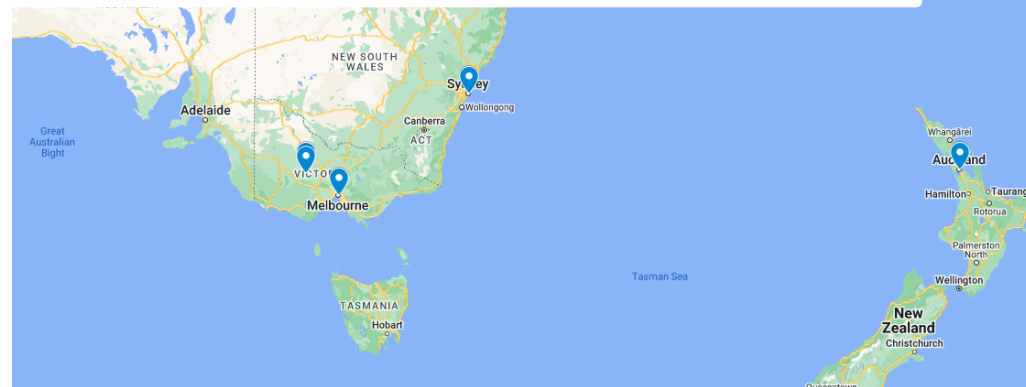 NEW SOUTH
WALES
Sydney
Wollongong
Adelaide
Canberra
ACT
Great
Australian
Bight
Whangārei
Auckland
VICTO
Hamilton
Taurang
Rotorua
Melbourne
Palmerston
North
Tasman Sea
Wellington
TASMANIA
Hobart
New
Zealand
Christchurch